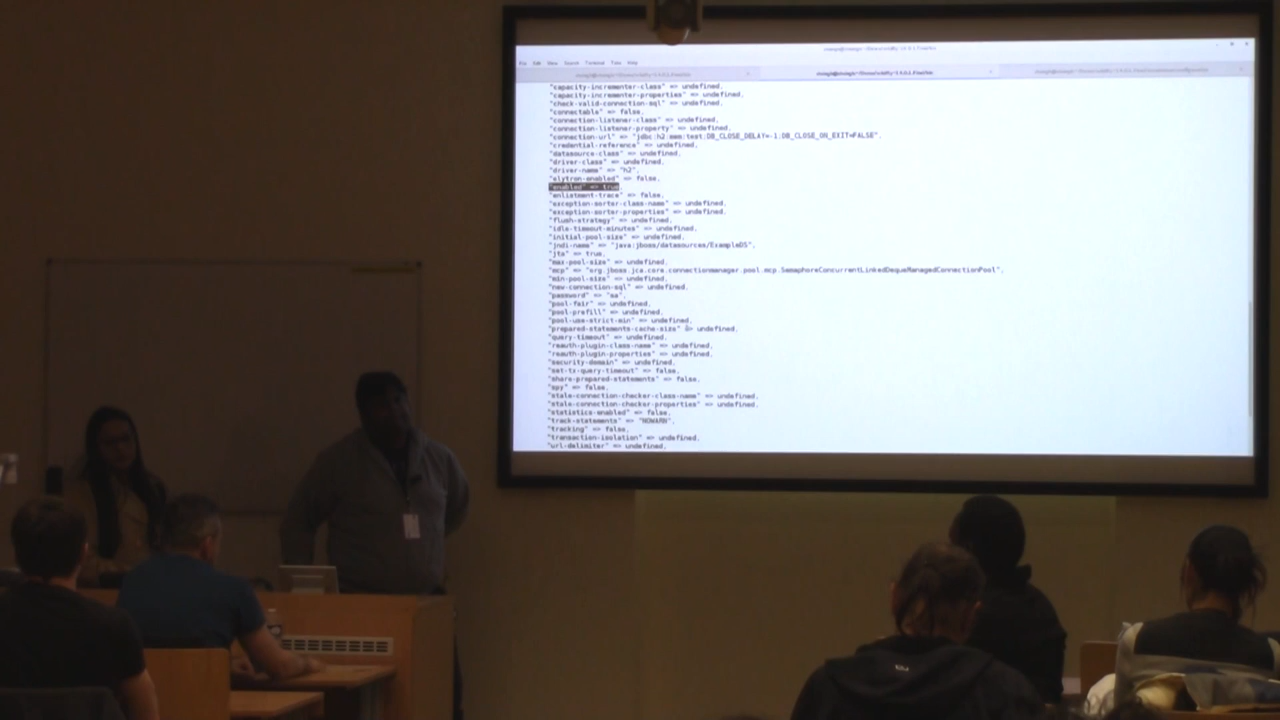 File Edit View Search Terminal Tabs Help
"capacity-incrementer-class" => undefined,
"capacity-incrementer-properties" => undefined,
"check-valid-connection-sql" => undefined,
"connectable" => false,
"connection-listener-class" => undefined,
"connection-listener-property" => undefined,
"connection-url" => "jdbc:h2:mem:test;DB_CLOSE_DELAY=-1;DB_CLOSE_ON_EXIT=FALSE",
"credential-reference" => undefined,
"datasource-class" => undefined,
"driver-class" => undefined,
"driver-name" => "h2",
"elytron-enabled" => false,
"enabled" => true,
"enlistment-trace" => false,
"exception-sorter-class-name" => undefined,
"exception-sorter-properties" => undefined,
"flush-strategy" => undefined,
"idle-timeout-minutes" => undefined,
"initial-pool-size" => undefined,
"jndi-name" => "java:jboss/datasources/ExampleDS",
"jta" => true,
"max-pool-size" => undefined,
"mcp" => "org.jboss.jca.core.connectionmanager.pool.mcp.SemaphoreConcurrentLinkedDequeManagedConnectionPool",
"min-pool-size" => undefined,
"new-connection-sql" => undefined,
"password" => "sa",
"pool-fair" => undefined,
"pool-prefill" => undefined,
"pool-use-strict-min" => undefined,
"prepared-statements-cache-size" => undefined,
"query-timeout" => undefined,
"reauth-plugin-class-name" => undefined,
"reauth-plugin-properties" => undefined,
"security-domain" => undefined,
"set-tx-query-timeout" => false,
"share-prepared-statements" => false,
"spy" => false,
"stale-connection-checker-class-name" => undefined,
"stale-connection-checker-properties" => undefined,
"statistics-enabled" => false,
"track-statements" => "NOWARN",
"tracking" => false,
"transaction-isolation" => undefined,
"url-delimiter" => undefined,